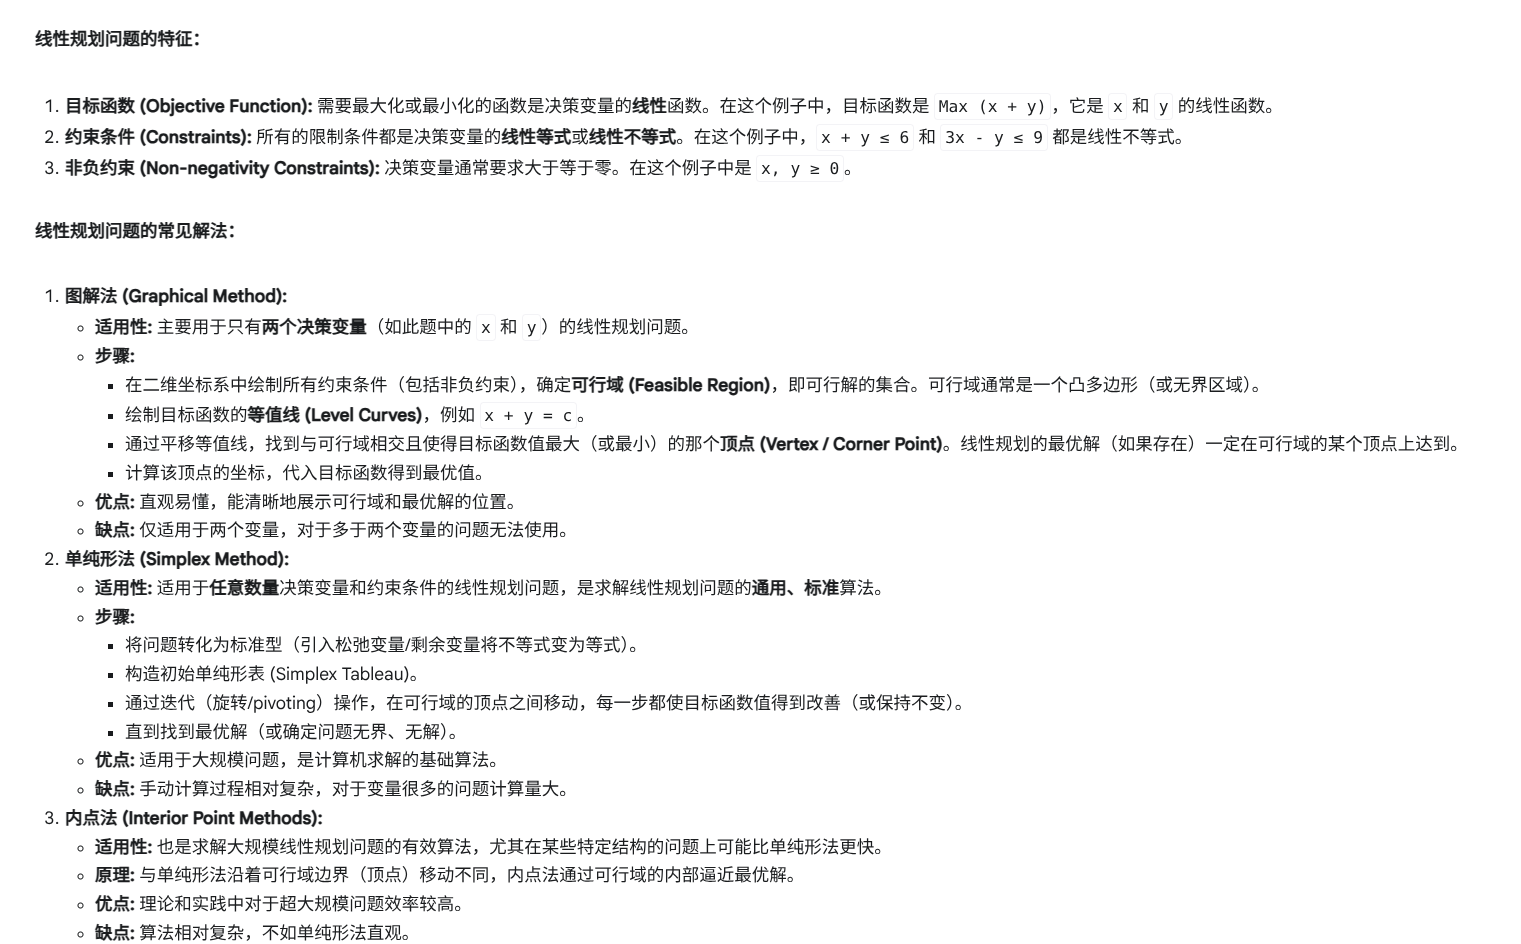 线性规划问题的特征：
1. 目标函数 (Objective Function): 需要最大化或最小化的函数是决策变量的线性函数。在这个例子中，目标函数是 Max (x + y)，它是 x 和 y 的线性函数。
2. 约束条件 (Constraints): 所有的限制条件都是决策变量的线性等式或线性不等式。在这个例子中，x + y ≤ 6 和 3x - y ≤ 9 都是线性不等式。
3. 非负约束 (Non-negativity Constraints): 决策变量通常要求大于等于零。在这个例子中是 x, y ≥ 0。
线性规划问题的常见解法：
1. 图解法 (Graphical Method):
◦ 适用性: 主要用于只有两个决策变量（如此题中的 x 和 y）的线性规划问题。
◦ 步骤:
▪ 在二维坐标系中绘制所有约束条件（包括非负约束），确定可行域 (Feasible Region)，即可行解的集合。可行域通常是一个凸多边形（或无界区域）。
▪ 绘制目标函数的等值线 (Level Curves)，例如 x + y = c。
▪ 通过平移等值线，找到与可行域相交且使得目标函数值最大（或最小）的那个顶点 (Vertex / Corner Point)。线性规划的最优解（如果存在）一定在可行域的某个顶点上达到。
▪ 计算该顶点的坐标，代入目标函数得到最优值。
◦ 优点: 直观易懂，能清晰地展示可行域和最优解的位置。
◦ 缺点: 仅适用于两个变量，对于多于两个变量的问题无法使用。
2. 单纯形法 (Simplex Method):
◦ 适用性: 适用于任意数量决策变量和约束条件的线性规划问题，是求解线性规划问题的通用、标准算法。
◦ 步骤:
▪ 将问题转化为标准型（引入松弛变量/剩余变量将不等式变为等式）。
▪ 构造初始单纯形表 (Simplex Tableau)。
▪ 通过迭代（旋转/pivoting）操作，在可行域的顶点之间移动，每一步都使目标函数值得到改善（或保持不变）。
▪ 直到找到最优解（或确定问题无界、无解）。
◦ 优点: 适用于大规模问题，是计算机求解的基础算法。
◦ 缺点: 手动计算过程相对复杂，对于变量很多的问题计算量大。
3. 内点法 (Interior Point Methods):
◦ 适用性: 也是求解大规模线性规划问题的有效算法，尤其在某些特定结构的问题上可能比单纯形法更快。
◦ 原理: 与单纯形法沿着可行域边界（顶点）移动不同，内点法通过可行域的内部逼近最优解。
◦ 优点: 理论和实践中对于超大规模问题效率较高。
◦ 缺点: 算法相对复杂，不如单纯形法直观。